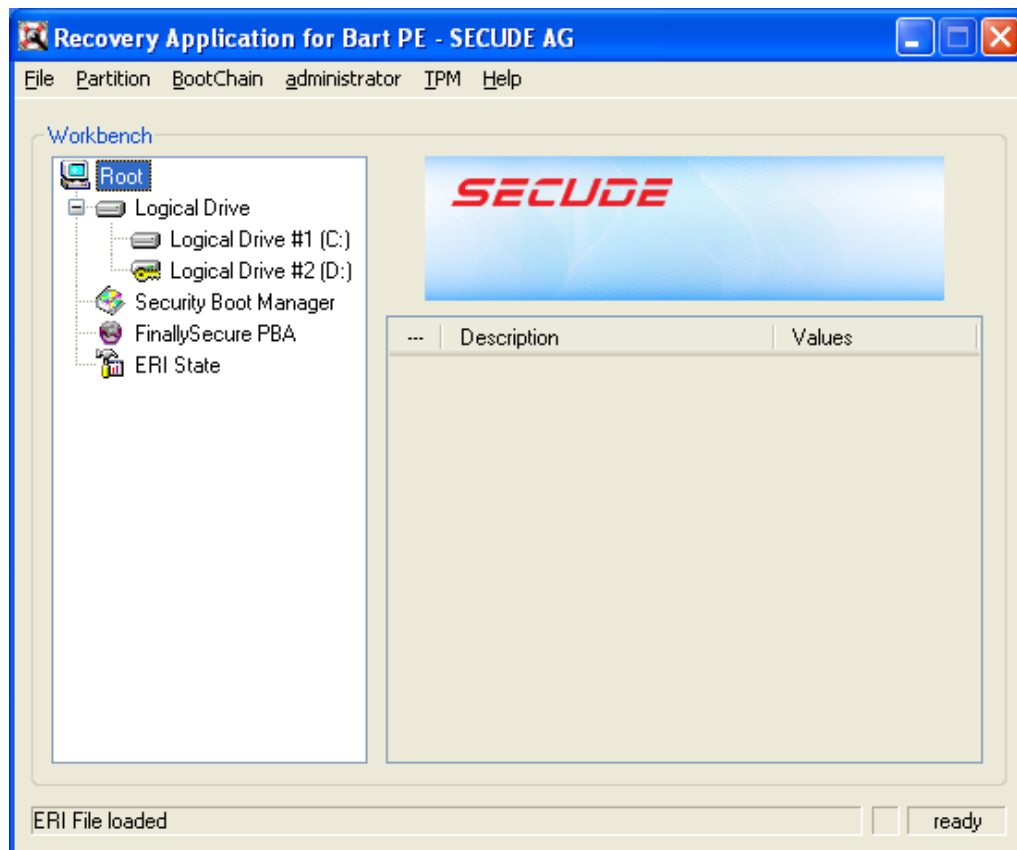 Recovery Application for Bart PE - SECUDE AG
File Partition BootChain administrator TPM Help
Workbench
Root
Logical Drive
Logical Drive #1 (C:)
Logical Drive #2 (D:)
Security Boot Manager
FinallySecure PBA
ERI State
SECUDE
--- Description Values
ERI File loaded
ready